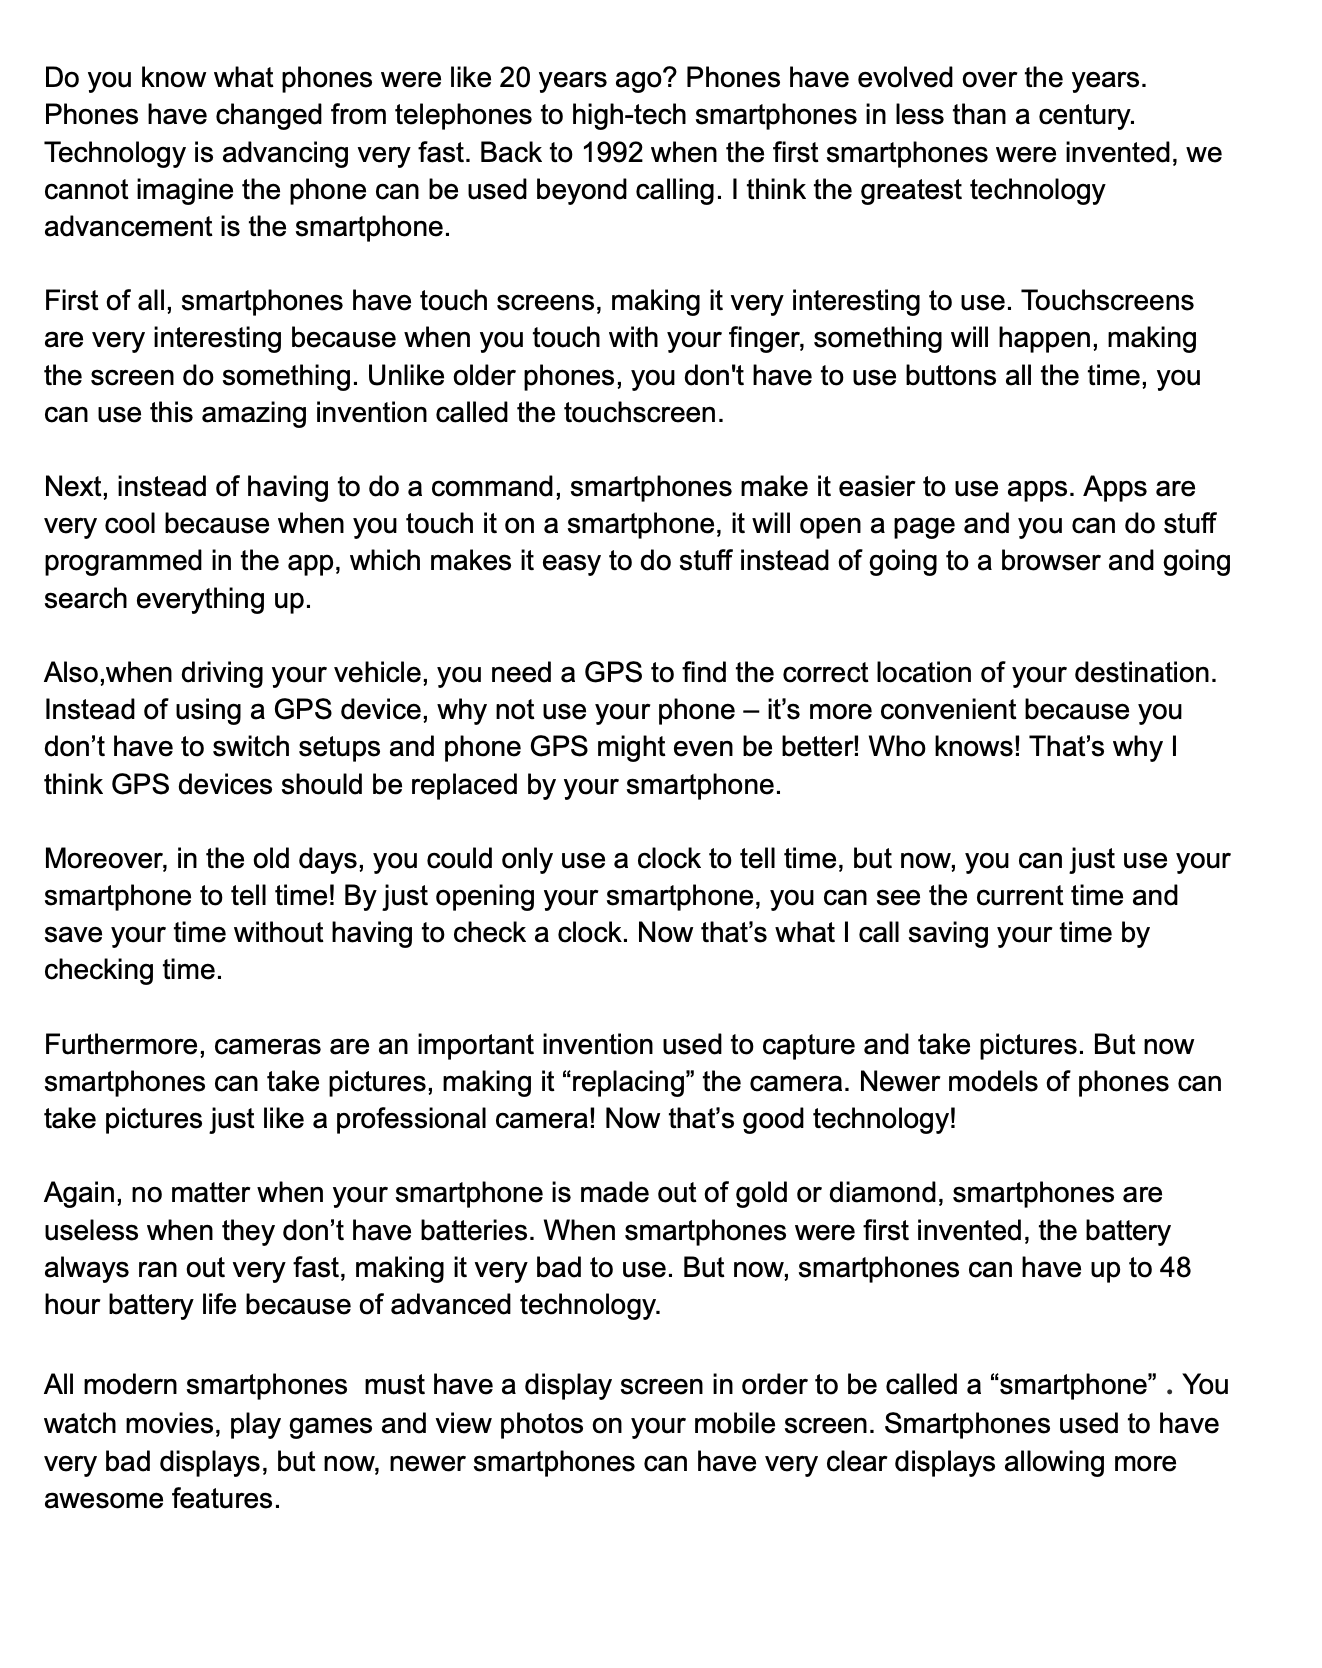 Do you know what phones were like 20 years ago? Phones have evolved over the years.
Phones have changed from telephones to high-tech smartphones in less than a century.
Technology is advancing very fast. Back to 1992 when the first smartphones were invented, we
cannot imagine the phone can be used beyond calling. I think the greatest technology
advancement is the smartphone.

First of all, smartphones have touch screens, making it very interesting to use. Touchscreens
are very interesting because when you touch with your finger, something will happen, making
the screen do something. Unlike older phones, you don't have to use buttons all the time, you
can use this amazing invention called the touchscreen.

Next, instead of having to do a command, smartphones make it easier to use apps. Apps are
very cool because when you touch it on a smartphone, it will open a page and you can do stuff
programmed in the app, which makes it easy to do stuff instead of going to a browser and going
search everything up.

Also,when driving your vehicle, you need a GPS to find the correct location of your destination.
Instead of using a GPS device, why not use your phone – it’s more convenient because you
don’t have to switch setups and phone GPS might even be better! Who knows! That’s why I
think GPS devices should be replaced by your smartphone.

Moreover, in the old days, you could only use a clock to tell time, but now, you can just use your
smartphone to tell time! By just opening your smartphone, you can see the current time and
save your time without having to check a clock. Now that’s what I call saving your time by
checking time.

Furthermore, cameras are an important invention used to capture and take pictures. But now
smartphones can take pictures, making it “replacing” the camera. Newer models of phones can
take pictures just like a professional camera! Now that’s good technology!

Again, no matter when your smartphone is made out of gold or diamond, smartphones are
useless when they don’t have batteries. When smartphones were first invented, the battery
always ran out very fast, making it very bad to use. But now, smartphones can have up to 48
hour battery life because of advanced technology.

All modern smartphones  must have a display screen in order to be called a “smartphone” . You
watch movies, play games and view photos on your mobile screen. Smartphones used to have
very bad displays, but now, newer smartphones can have very clear displays allowing more
awesome features.